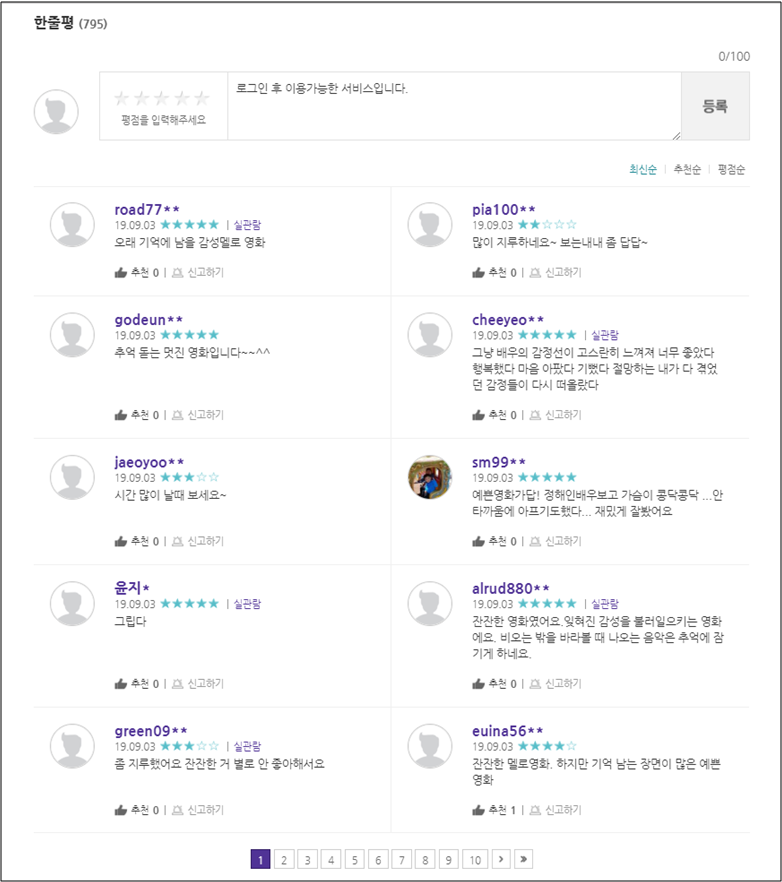 한줄평 (795)
0/100
로그인 후 이용가능한 서비스입니다.
평점을 입력해주세요
등록
최신순 | 추천순 | 평점순
road77**
19.09.03 ★★★★★ | 실관람
오래 기억에 남을 감성멜로 영화
추천 0 | 신고하기
pia100**
19.09.03 ★★☆☆☆
많이 지루하네요~ 보는내내 좀 답답~
추천 0 | 신고하기
godeun**
19.09.03 ★★★★★
추억 돋는 멋진 영화입니다~~^^
추천 0 | 신고하기
cheeyeo**
19.09.03 ★★★★★ | 실관람
그냥 배우의 감정선이 고스란히 느껴져 너무 좋았다
행복했다 마음 아팠다 기뻤다 절망하는 내가 다 겪었
던 감정들이 다시 떠올랐다
추천 0 | 신고하기
jaeoyoo**
19.09.03 ★★★☆☆
시간 많이 날때 보세요~
추천 0 | 신고하기
sm99**
19.09.03 ★★★★★
예쁜영화가답! 정해인배우보고 가슴이 콩닥콩닥 ...안
타까움에 아프기도했다... 재밌게 잘봤어요
추천 0 | 신고하기
윤지*
19.09.03 ★★★★★ | 실관람
그립다
추천 0 | 신고하기
alrud880**
19.09.03 ★★★★★ | 실관람
잔잔한 영화였어요.잊혀진 감성을 불러일으키는 영화
에요. 비오는 밖을 바라볼 때 나오는 음악은 추억에 잠
기게 하네요.
추천 0 | 신고하기
green09**
19.09.03 ★★★☆☆ | 실관람
좀 지루했어요 잔잔한 거 별로 안 좋아해서요
추천 0 | 신고하기
euina56**
19.09.03 ★★★★☆
잔잔한 멜로영화. 하지만 기억 남는 장면이 많은 예쁜
영화
추천 1 | 신고하기
1 2 3 4 5 6 7 8 9 10 › »